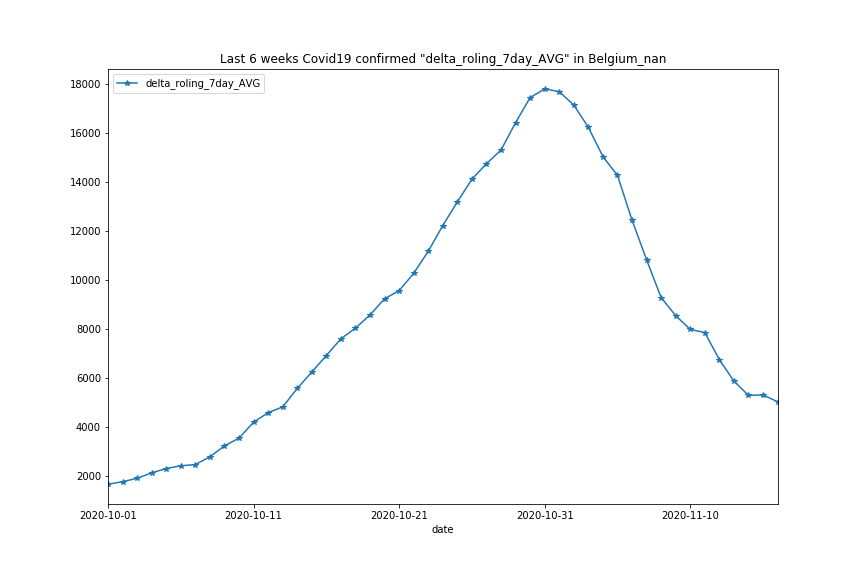 Last 6 weeks Covid19 confirmed "delta_roling_7day_AVG" in Belgium_nan
delta_roling_7day_AVG
18000
16000
14000
12000
10000
8000
6000
4000
2000
2020-10-01 2020-10-11 2020-10-21 2020-10-31 2020-11-10
date